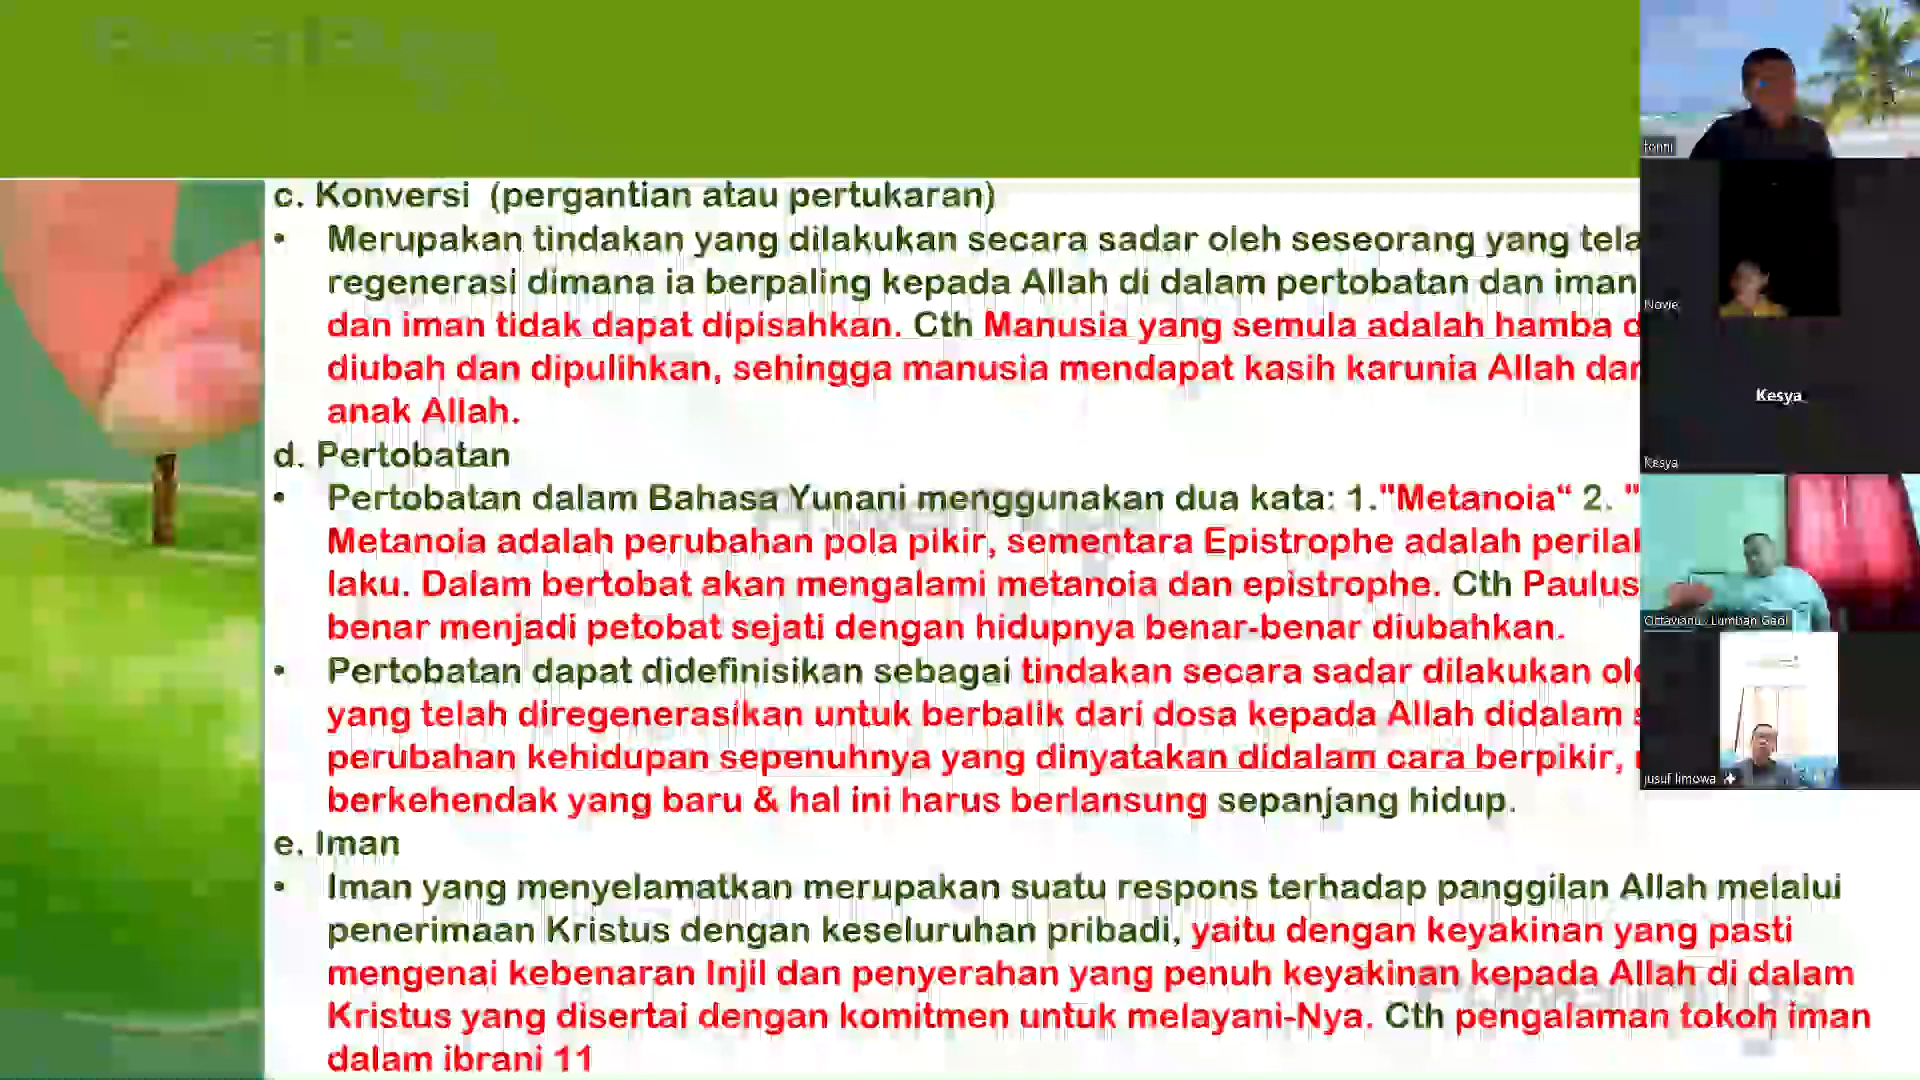 c. Konversi (pergantian atau pertukaran)
• Merupakan tindakan yang dilakukan secara sadar oleh seseorang yang tela
regenerasi dimana ia berpaling kepada Allah di dalam pertobatan dan iman
dan iman tidak dapat dipisahkan. Cth Manusia yang semula adalah hamba d
diubah dan dipulihkan, sehingga manusia mendapat kasih karunia Allah dan
anak Allah.
d. Pertobatan
• Pertobatan dalam Bahasa Yunani menggunakan dua kata: 1."Metanoia“ 2. "
Metanoia adalah perubahan pola pikir, sementara Epistrophe adalah perila
laku. Dalam bertobat akan mengalami metanoia dan epistrophe. Cth Paulus
benar menjadi petobat sejati dengan hidupnya benar-benar diubahkan.
• Pertobatan dapat didefinisikan sebagai tindakan secara sadar dilakukan ole
yang telah diregenerasikan untuk berbalik dari dosa kepada Allah didalam s
perubahan kehidupan sepenuhnya yang dinyatakan didalam cara berpikir,
berkehendak yang baru & hal ini harus berlansung sepanjang hidup.
e. Iman
• Iman yang menyelamatkan merupakan suatu respons terhadap panggilan Allah melalui
penerimaan Kristus dengan keseluruhan pribadi, yaitu dengan keyakinan yang pasti
mengenai kebenaran Injil dan penyerahan yang penuh keyakinan kepada Allah di dalam
Kristus yang disertai dengan komitmen untuk melayani-Nya. Cth pengalaman tokoh iman
dalam ibrani 11
tonni
Novie
Kesya
Kesya
Octavianus Lumban Gaol
jusuf limowa